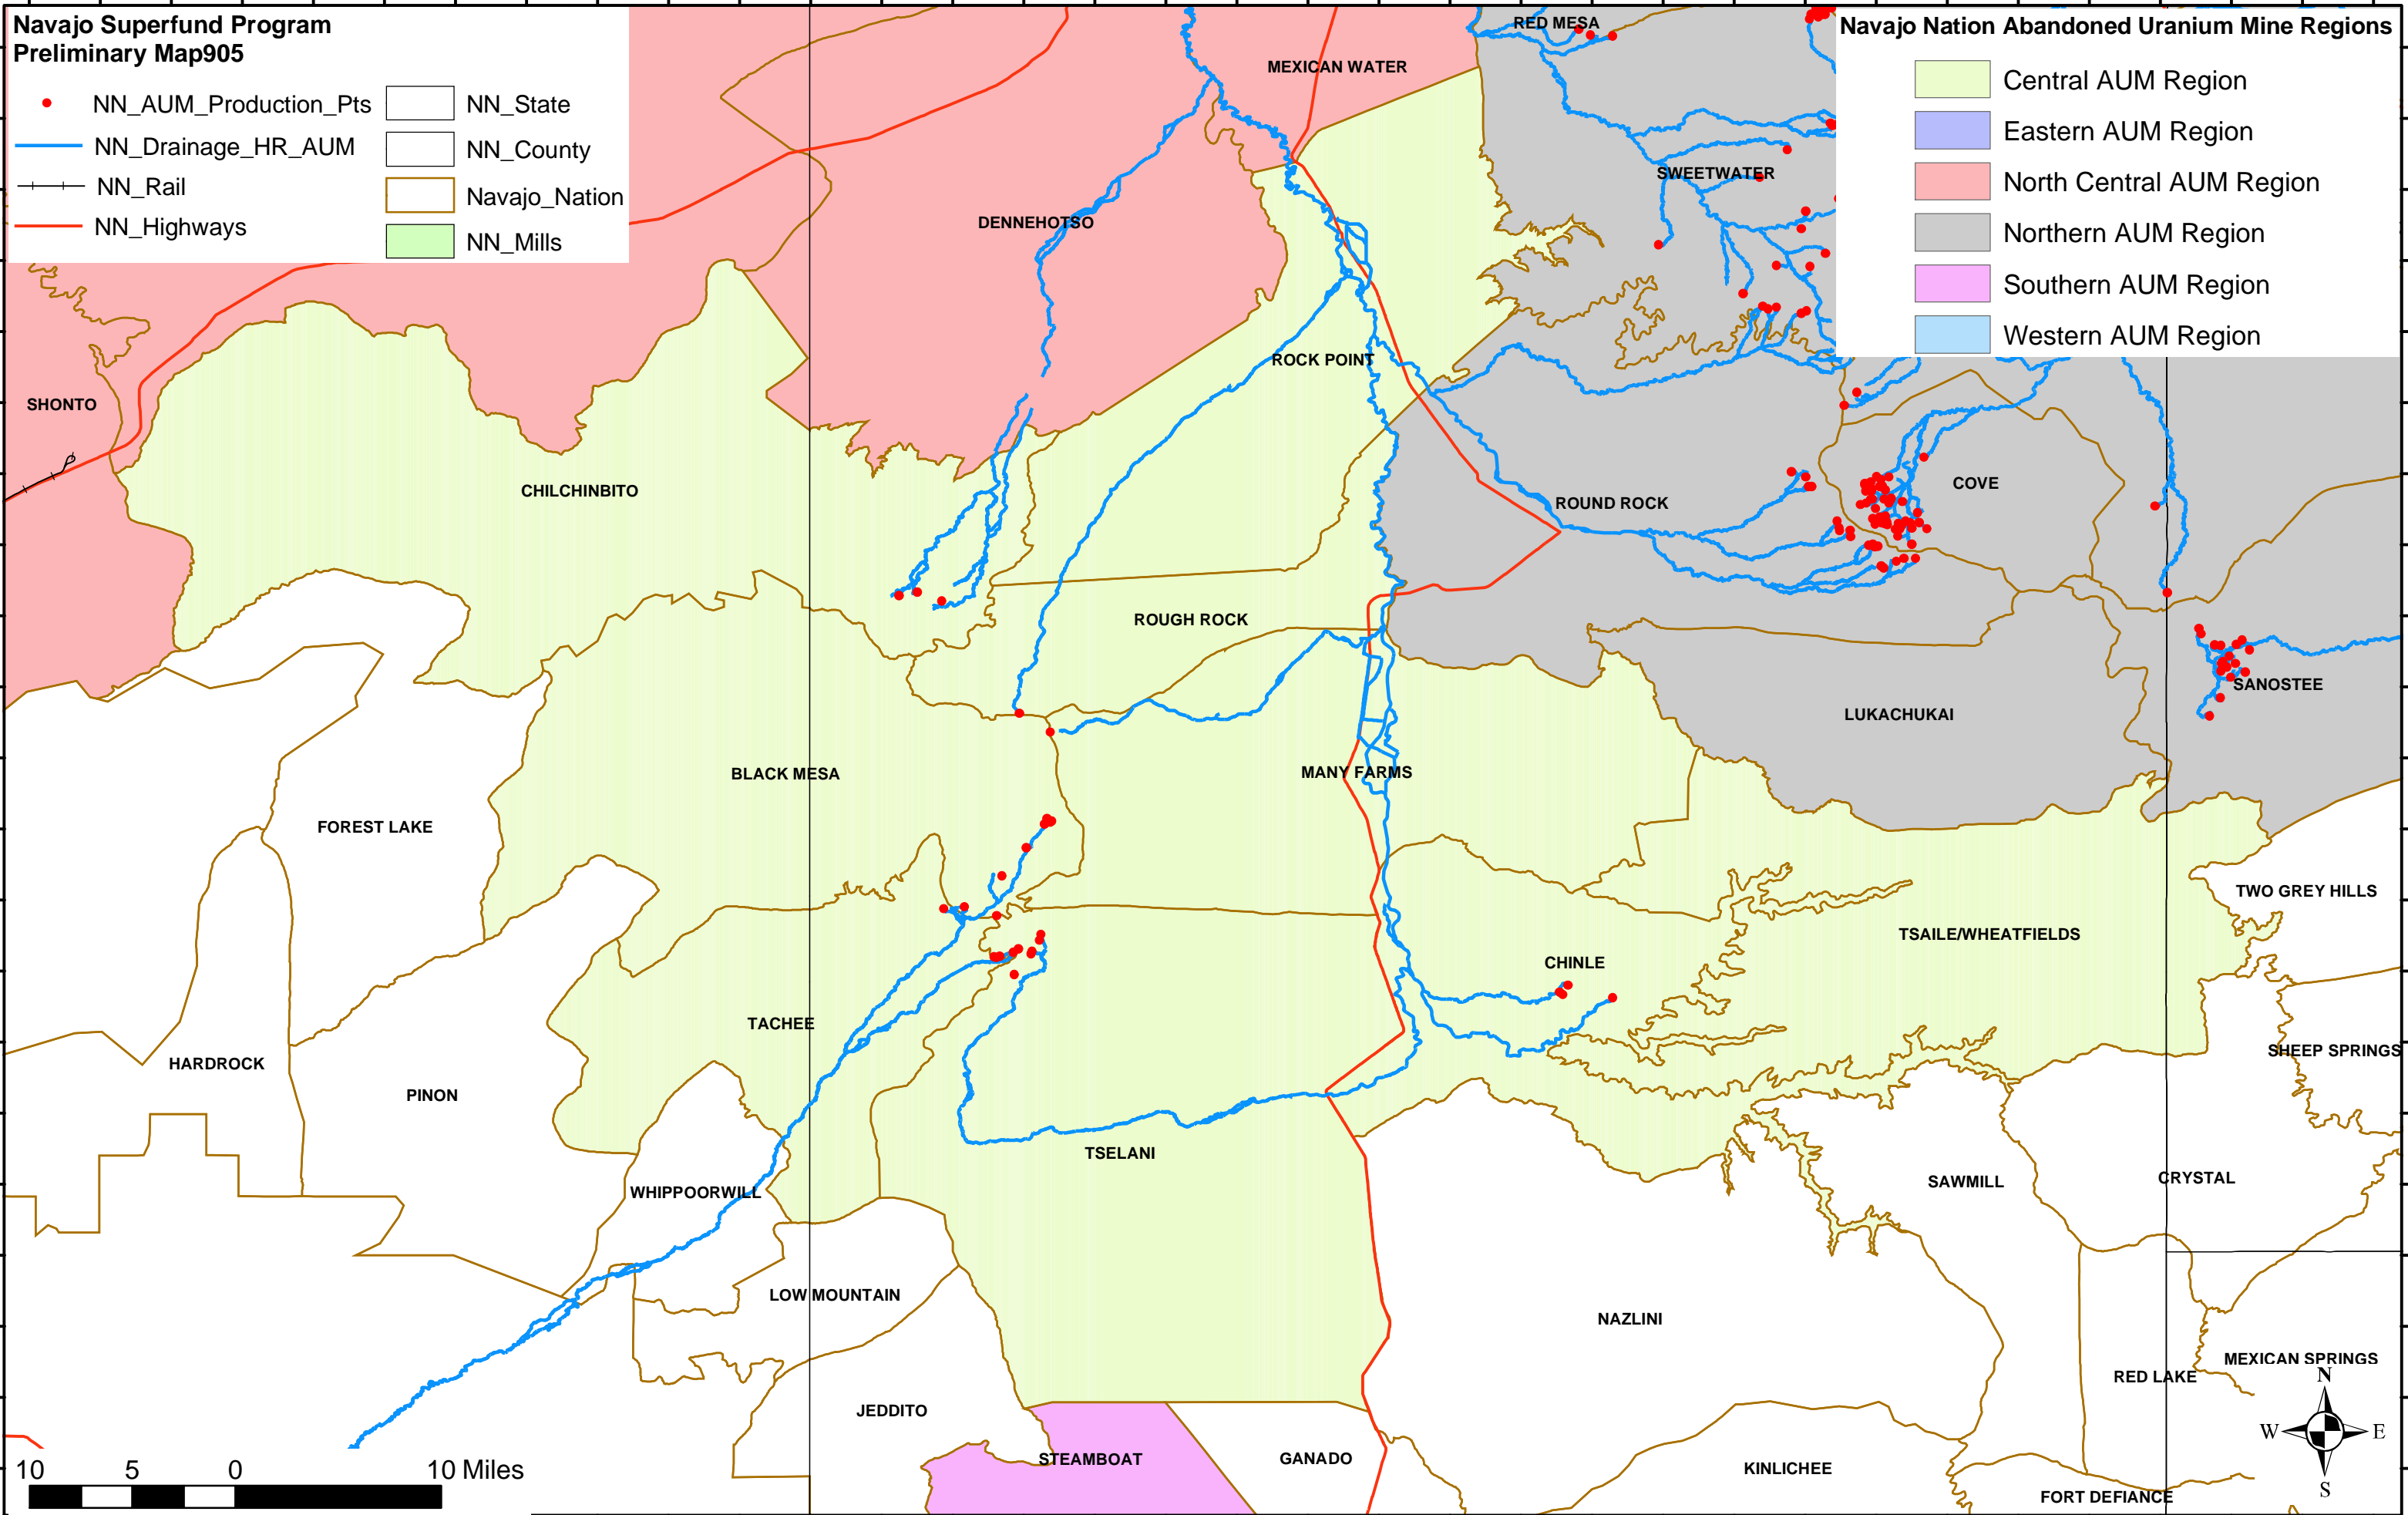 Navajo Superfund Program
Preliminary Map905
NN_AUM_Production_Pts
NN_Drainage_HR_AUM
NN_Rail
NN_Highways
NN_State
NN_County
Navajo_Nation
NN_Mills
Navajo Nation Abandoned Uranium Mine Regions
Central AUM Region
Eastern AUM Region
North Central AUM Region
Northern AUM Region
Southern AUM Region
Western AUM Region
RED MESA
MEXICAN WATER
SWEETWATER
DENNEHOTSO
ROCK POINT
SHONTO
CHILCHINBITO
ROUND ROCK
COVE
ROUGH ROCK
SANOSTEE
LUKACHUKAI
BLACK MESA
MANY FARMS
FOREST LAKE
TWO GREY HILLS
TSAILE/WHEATFIELDS
CHINLE
TACHEE
SHEEP SPRINGS
HARDROCK
PINON
TSELANI
CRYSTAL
SAWMILL
WHIPPOORWILL
LOW MOUNTAIN
NAZLINI
MEXICAN SPRINGS
RED LAKE
JEDDITO
STEAMBOAT
GANADO
KINLICHEE
FORT DEFIANCE
N
W
E
S
10 5 0 10 Miles